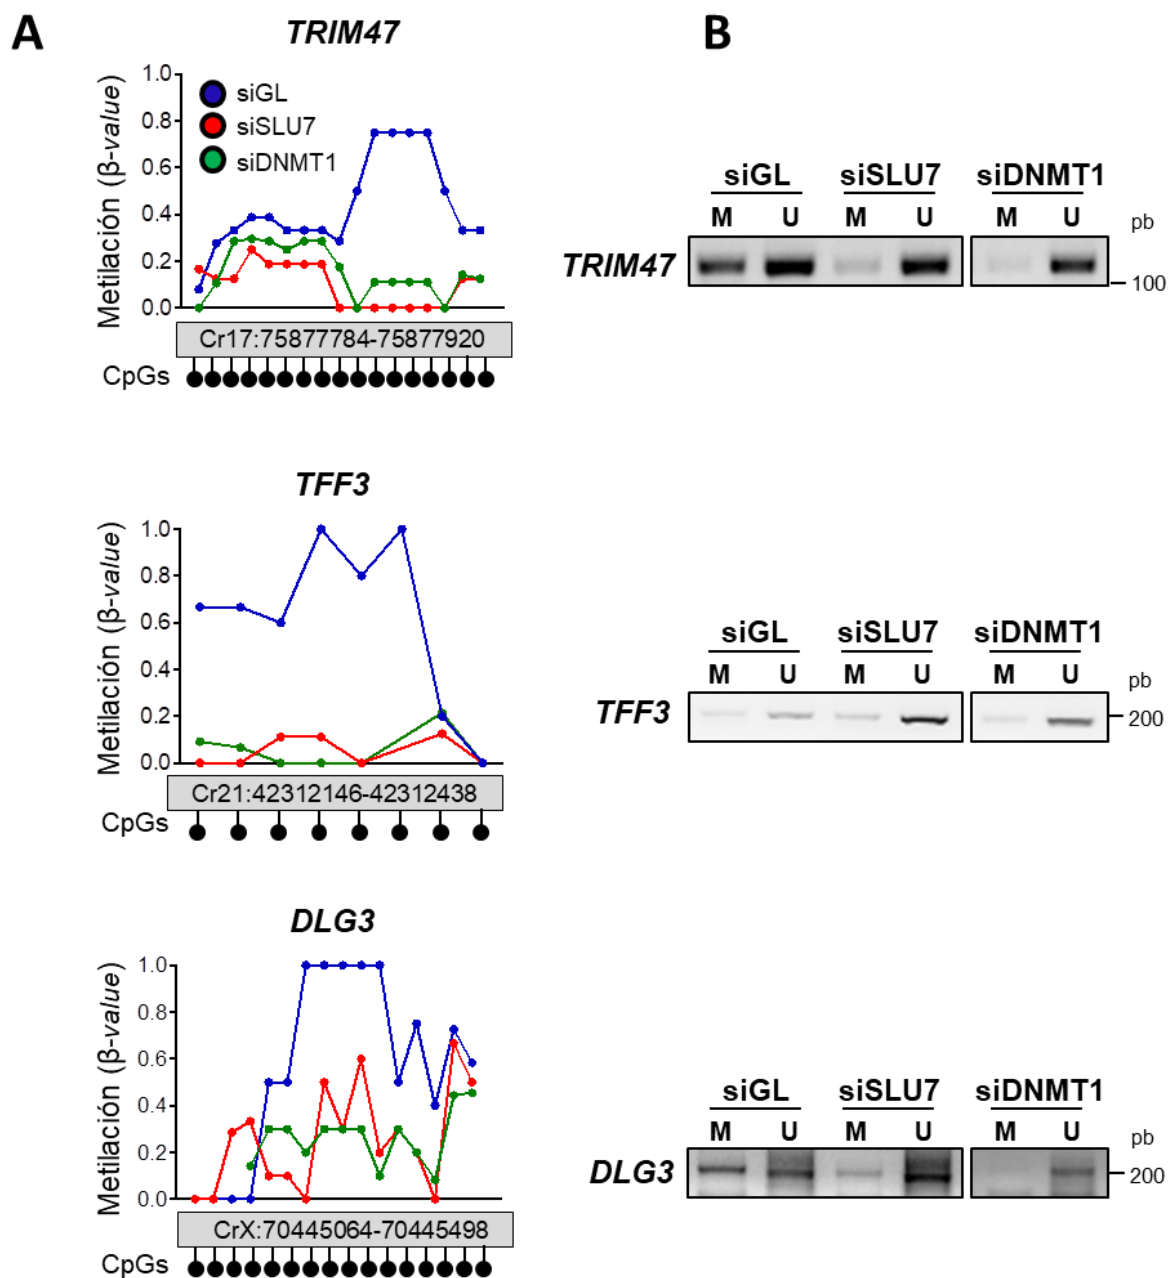 A
TRIM47
Metilación (β-value)
1.0
0.8
0.6
0.4
0.2
0.0
siGL
siSLU7
siDNMT1
Cr17:75877784-75877920
CpGs
TFF3
Metilación (β-value)
1.0
0.8
0.6
0.4
0.2
0.0
Cr21:42312146-42312438
CpGs
DLG3
Metilación (β-value)
1.0
0.8
0.6
0.4
0.2
0.0
CrX:70445064-70445498
CpGs
B
siGL siSLU7 siDNMT1
M U M U M U pb
TRIM47
100
siGL siSLU7 siDNMT1
M U M U M U pb
TFF3
200
siGL siSLU7 siDNMT1
M U M U M U pb
DLG3
200